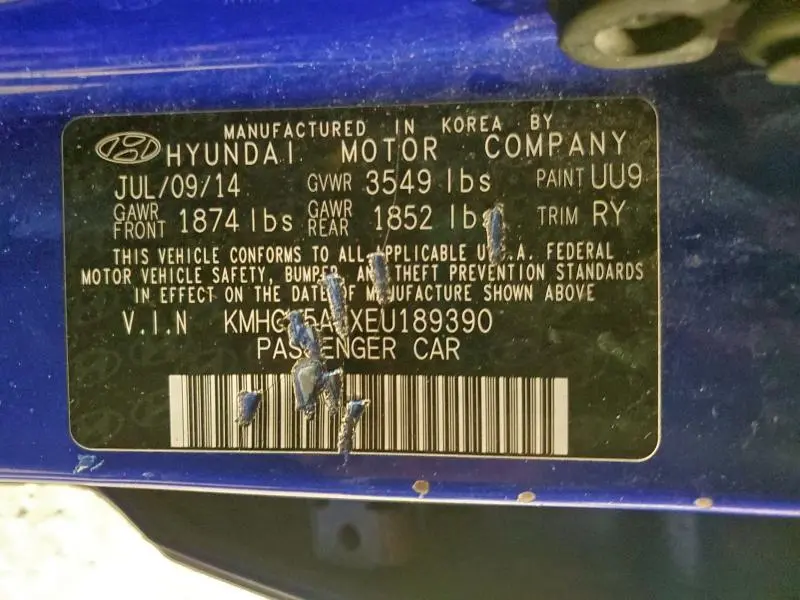 MANUFACTURED IN KOREA BY
HYUNDAI MOTOR COMPANY
JUL/09/14 GVWR 3549 lbs PAINT UU9
GAWR FRONT 1874 lbs GAWR REAR 1852 lbs TRIM RY
THIS VEHICLE CONFORMS TO ALL APPLICABLE U.S.A. FEDERAL
MOTOR VEHICLE SAFETY, BUMPER, AND THEFT PREVENTION STANDARDS
IN EFFECT ON THE DATE OF MANUFACTURE SHOWN ABOVE
V.I.N
PASSENGER CAR